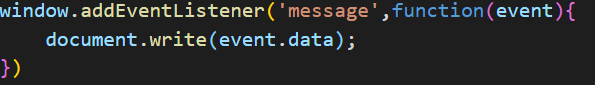 window.addEventListener('message',function(event){
    document.write(event.data);
})